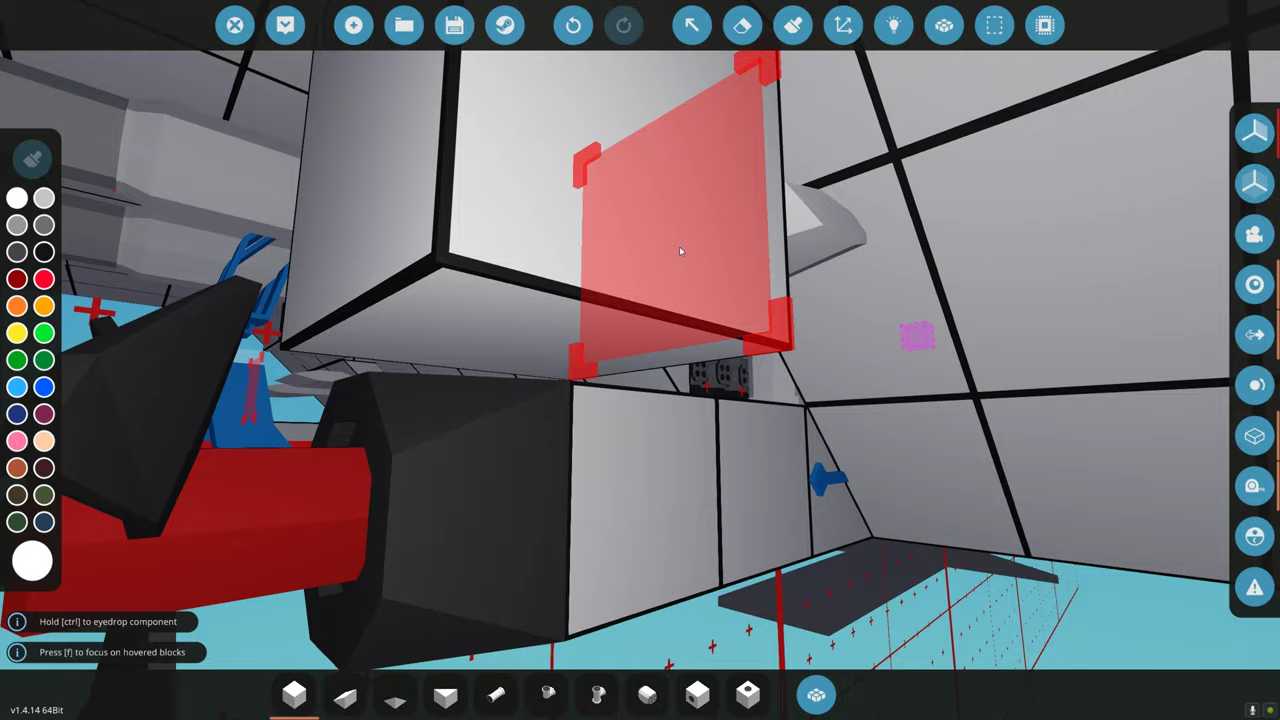 Hold [ctrl] to eyedrop component
Press [f] to focus on hovered blocks
v1.4.14 64Bit